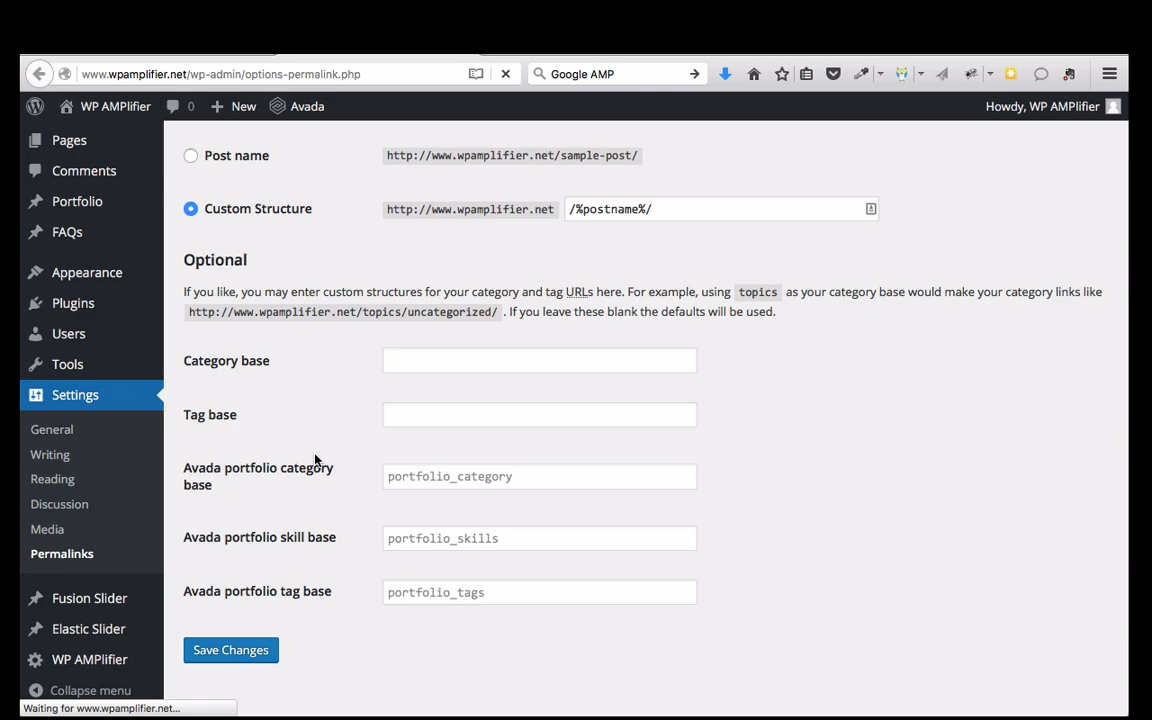 www.wpamplifier.net/wp-admin/options-permalink.php
Google AMP
WP AMPlifier
0
New
Avada
Howdy, WP AMPlifier
Pages
Comments
Portfolio
FAQs
Appearance
Plugins
Users
Tools
Settings
General
Writing
Reading
Discussion
Media
Permalinks
Fusion Slider
Elastic Slider
WP AMPlifier
Collapse menu
Post name
http://www.wpamplifier.net/sample-post/
Custom Structure
http://www.wpamplifier.net
/%postname%/
Optional
If you like, you may enter custom structures for your category and tag URLs here. For example, using topics as your category base would make your category links like
http://www.wpamplifier.net/topics/uncategorized/ . If you leave these blank the defaults will be used.
Category base
Tag base
Avada portfolio category
base
portfolio_category
Avada portfolio skill base
portfolio_skills
Avada portfolio tag base
portfolio_tags
Save Changes
Waiting for www.wpamplifier.net...